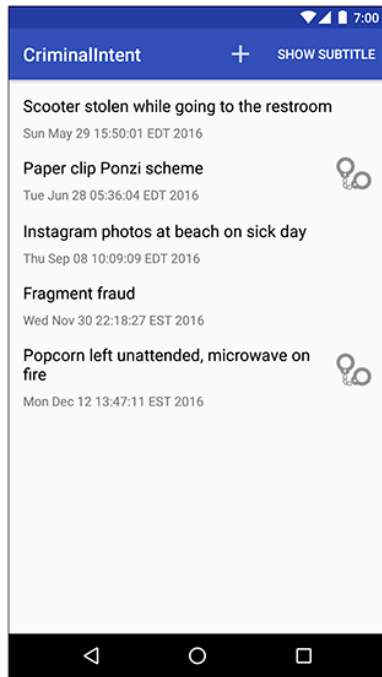 7:00
CriminalIntent + SHOW SUBTITLE
Scooter stolen while going to the restroom
Sun May 29 15:50:01 EDT 2016
Paper clip Ponzi scheme
Tue Jun 28 05:36:04 EDT 2016
Instagram photos at beach on sick day
Thu Sep 08 10:09:09 EDT 2016
Fragment fraud
Wed Nov 30 22:18:27 EST 2016
Popcorn left unattended, microwave on
fire
Mon Dec 12 13:47:11 EST 2016